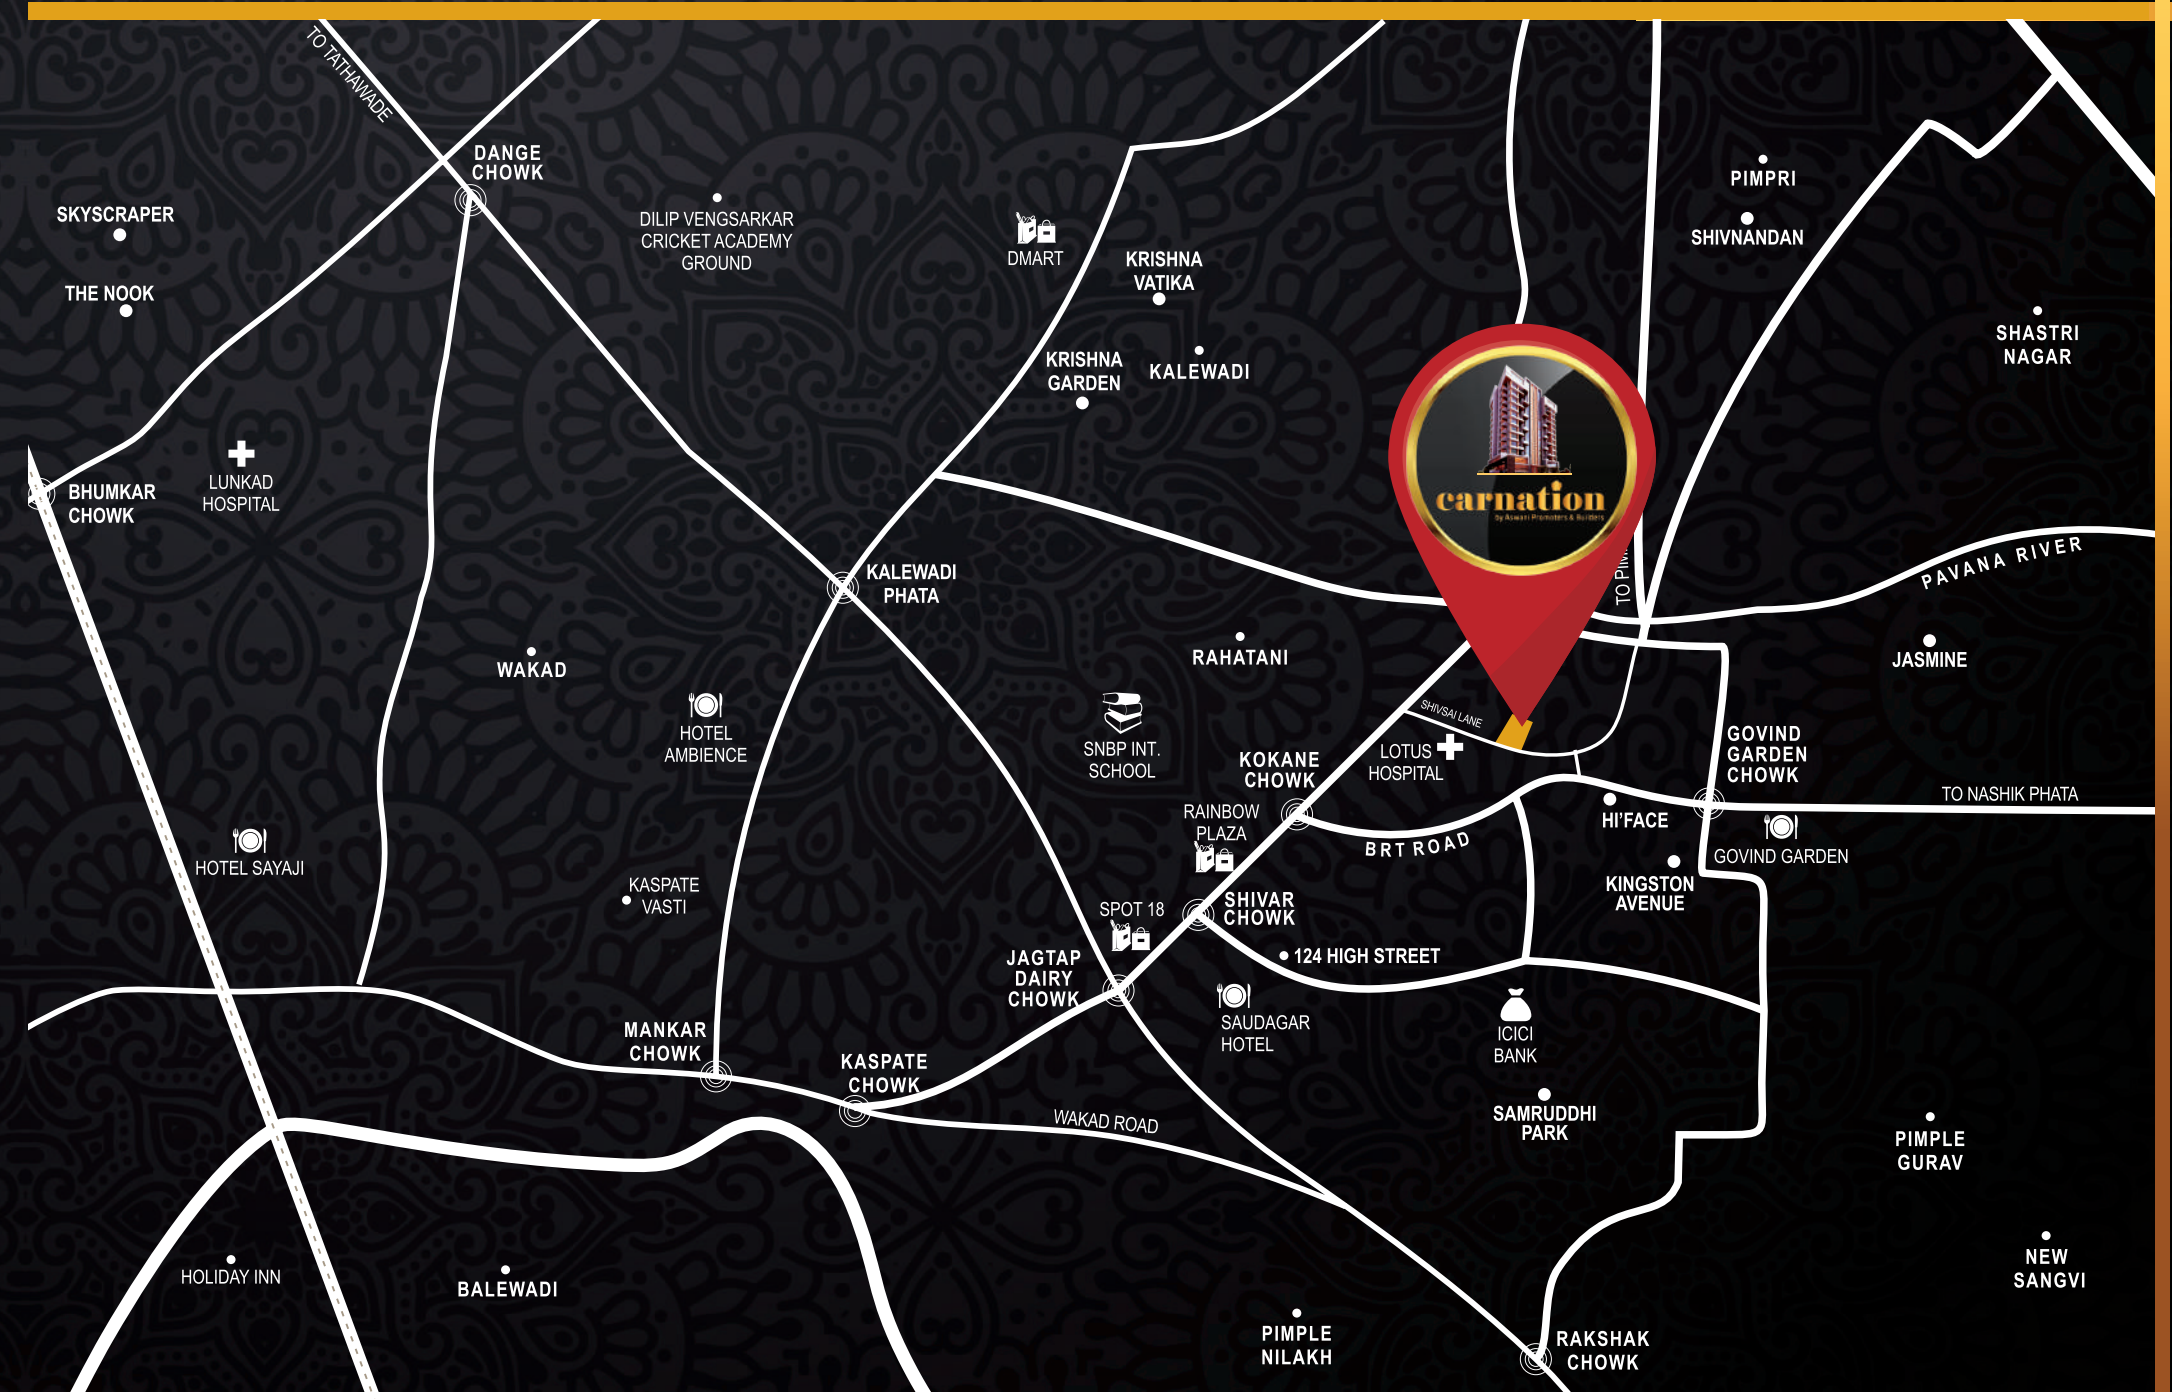 TO TATHAWADE
DANGE
CHOWK
SKYSCRAPER
THE NOOK
DILIP VENGSARKAR
CRICKET ACADEMY
GROUND
DMART
KRISHNA
VATIKA
KRISHNA
GARDEN
KALEWADI
PIMPRI
SHIVNANDAN
SHASTRI
NAGAR
carnation
by Aswani Promoters & Builders
LUNKAD
HOSPITAL
BHUMKAR
CHOWK
KALEWADI
PHATA
TO
PAVANA RIVER
WAKAD
RAHATANI
JASMINE
HOTEL
AMBIENCE
SNBP INT.
SCHOOL
SHIVSAI LANE
LOTUS
HOSPITAL
KOKANE
CHOWK
GOVIND
GARDEN
CHOWK
TO NASHIK PHATA
RAINBOW
PLAZA
BRT ROAD
HI'FACE
GOVIND GARDEN
HOTEL SAYAJI
KASPATE
VASTI
KINGSTON
AVENUE
SPOT 18
SHIVAR
CHOWK
124 HIGH STREET
JAGTAP
DAIRY
CHOWK
SAUDAGAR
HOTEL
ICICI
BANK
MANKAR
CHOWK
KASPATE
CHOWK
WAKAD ROAD
SAMRUDDHI
PARK
PIMPLE
GURAV
HOLIDAY INN
BALEWADI
NEW
SANGVI
PIMPLE
NILAKH
RAKSHAK
CHOWK